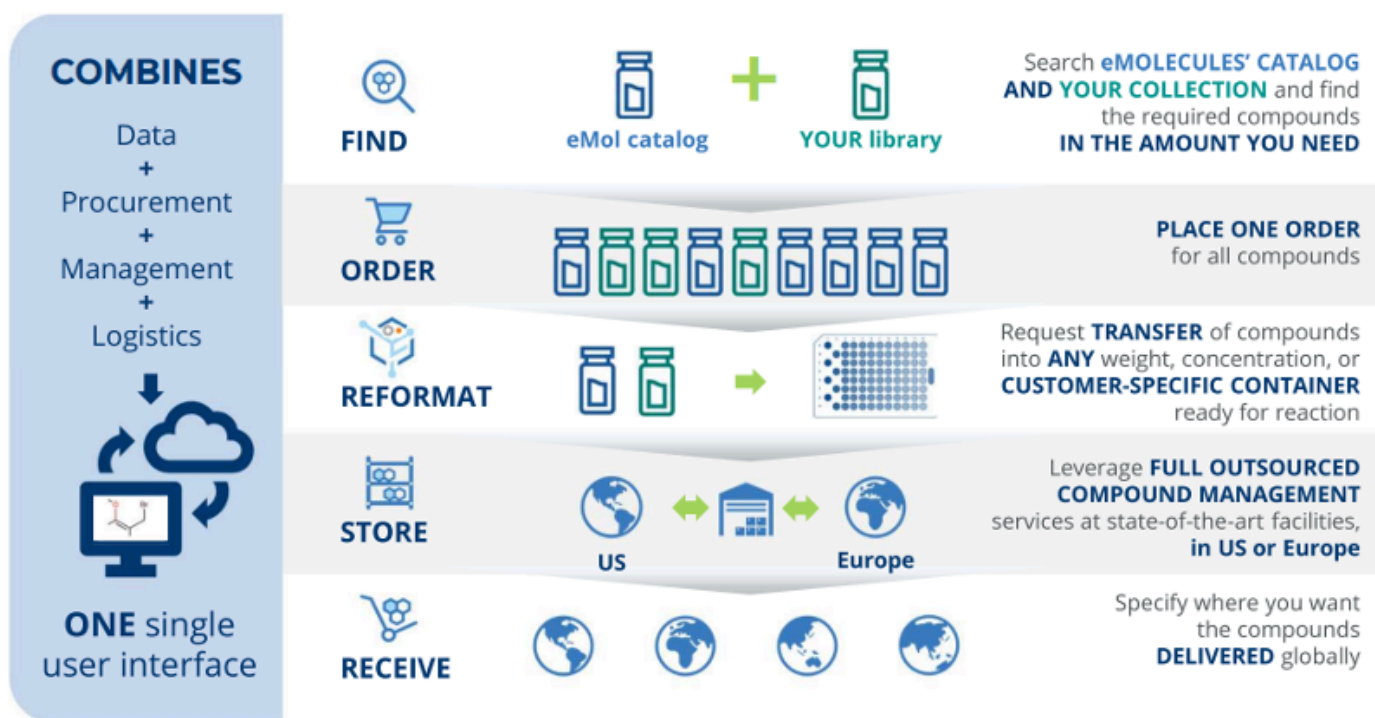 COMBINES
Data
+
Procurement
+
Management
+
Logistics
ONE single
user interface
FIND
eMol catalog
YOUR library
Search eMOLECULES' CATALOG
AND YOUR COLLECTION and find
the required compounds
IN THE AMOUNT YOU NEED
ORDER
PLACE ONE ORDER
for all compounds
REFORMAT
Request TRANSFER of compounds
into ANY weight, concentration, or
CUSTOMER-SPECIFIC CONTAINER
ready for reaction
STORE
US
Europe
Leverage FULL OUTSOURCED
COMPOUND MANAGEMENT
services at state-of-the-art facilities,
in US or Europe
RECEIVE
Specify where you want
the compounds
DELIVERED globally